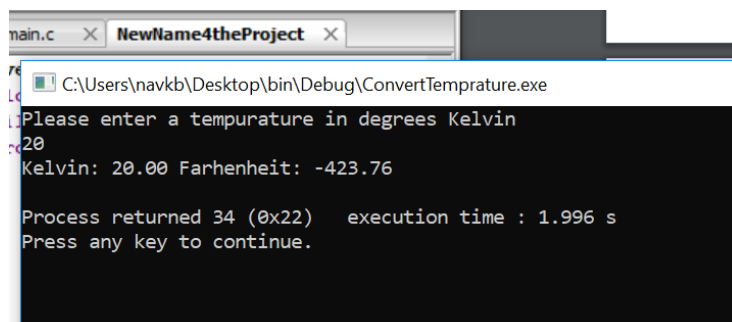 main.c X NewName4theProject X
C:\Users\navkb\Desktop\bin\Debug\ConvertTemprature.exe
Please enter a tempurature in degrees Kelvin
20
Kelvin: 20.00 Farhenheit: -423.76
Process returned 34 (0x22) execution time : 1.996 s
Press any key to continue.